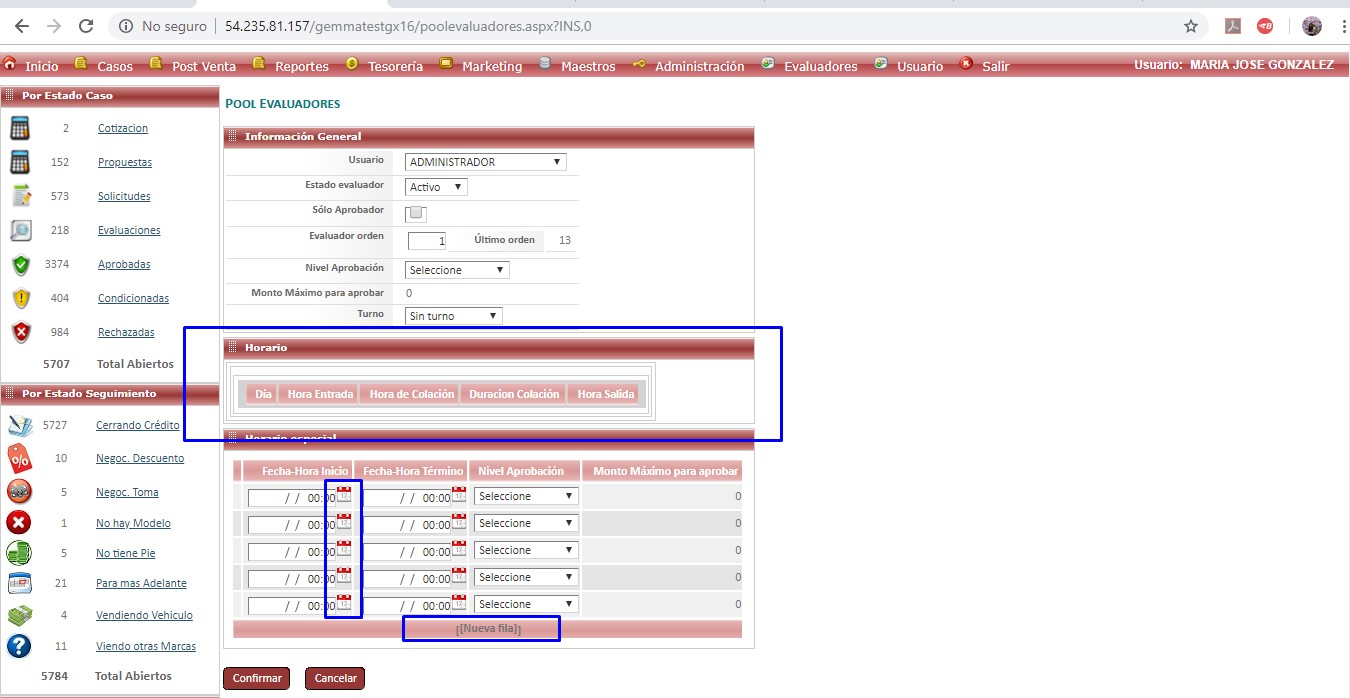 No seguro | 54.235.81.157/gemmatestgx16/poolevaluadores.aspx?INS,0
Inicio Casos Post Venta Reportes Tesorería Marketing Maestros Administración Evaluadores Usuario Salir Usuario: MARIA JOSE GONZALEZ
Por Estado Caso
2 Cotizacion
152 Propuestas
573 Solicitudes
218 Evaluaciones
3374 Aprobadas
404 Condicionadas
984 Rechazadas
5707 Total Abiertos
Por Estado Seguimiento
5727 Cerrando Crédito
10 Negoc. Descuento
5 Negoc. Toma
1 No hay Modelo
5 No tiene Pie
21 Para mas Adelante
4 Vendiendo Vehiculo
11 Viendo otras Marcas
5784 Total Abiertos
POOL EVALUADORES
Información General
Usuario ADMINISTRADOR
Estado evaluador Activo
Sólo Aprobador
Evaluador orden 1 Último orden 13
Nivel Aprobación Seleccione
Monto Máximo para aprobar 0
Turno Sin turno
Horario
Día Hora Entrada Hora de Colación Duracion Colación Hora Salida
Horario especial
Fecha-Hora Inicio Fecha-Hora Término Nivel Aprobación Monto Máximo para aprobar
/ / 00:00 / / 00:00 Seleccione 0
/ / 00:00 / / 00:00 Seleccione 0
/ / 00:00 / / 00:00 Seleccione 0
/ / 00:00 / / 00:00 Seleccione 0
/ / 00:00 / / 00:00 Seleccione 0
[[Nueva fila]]
Confirmar Cancelar